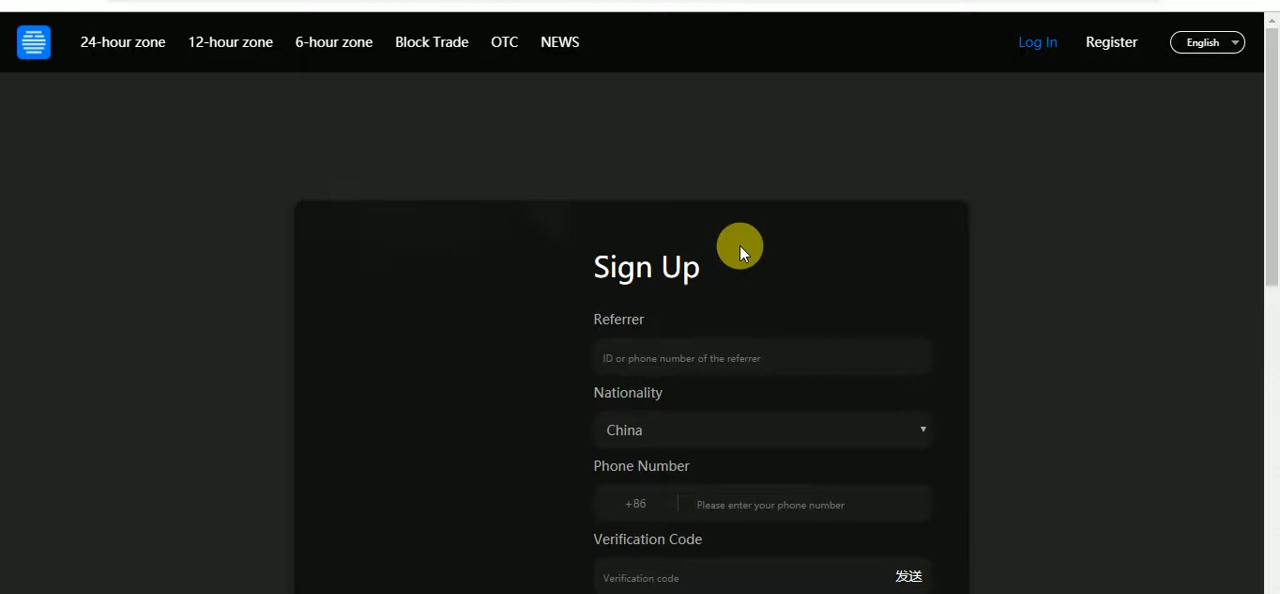 24-hour zone 12-hour zone 6-hour zone Block Trade OTC NEWS Log In Register English
Sign Up
Referrer
ID or phone number of the referrer
Nationality
China
Phone Number
+86 Please enter your phone number
Verification Code
Verification code 发送